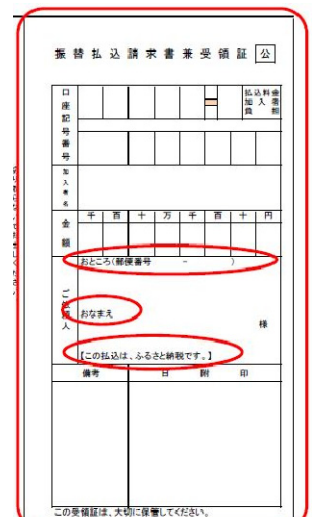 振替払込請求書兼受領証 公
口座記号番号
払込料金
加入者
負担
加入者名
金額
千 百 十 万 千 百 十 円
おところ(郵便番号 - )
ご依頼人
おなまえ
様
【この払込は、ふるさと納税です。】
備考
日附印
この受領証は、大切に保管してください。